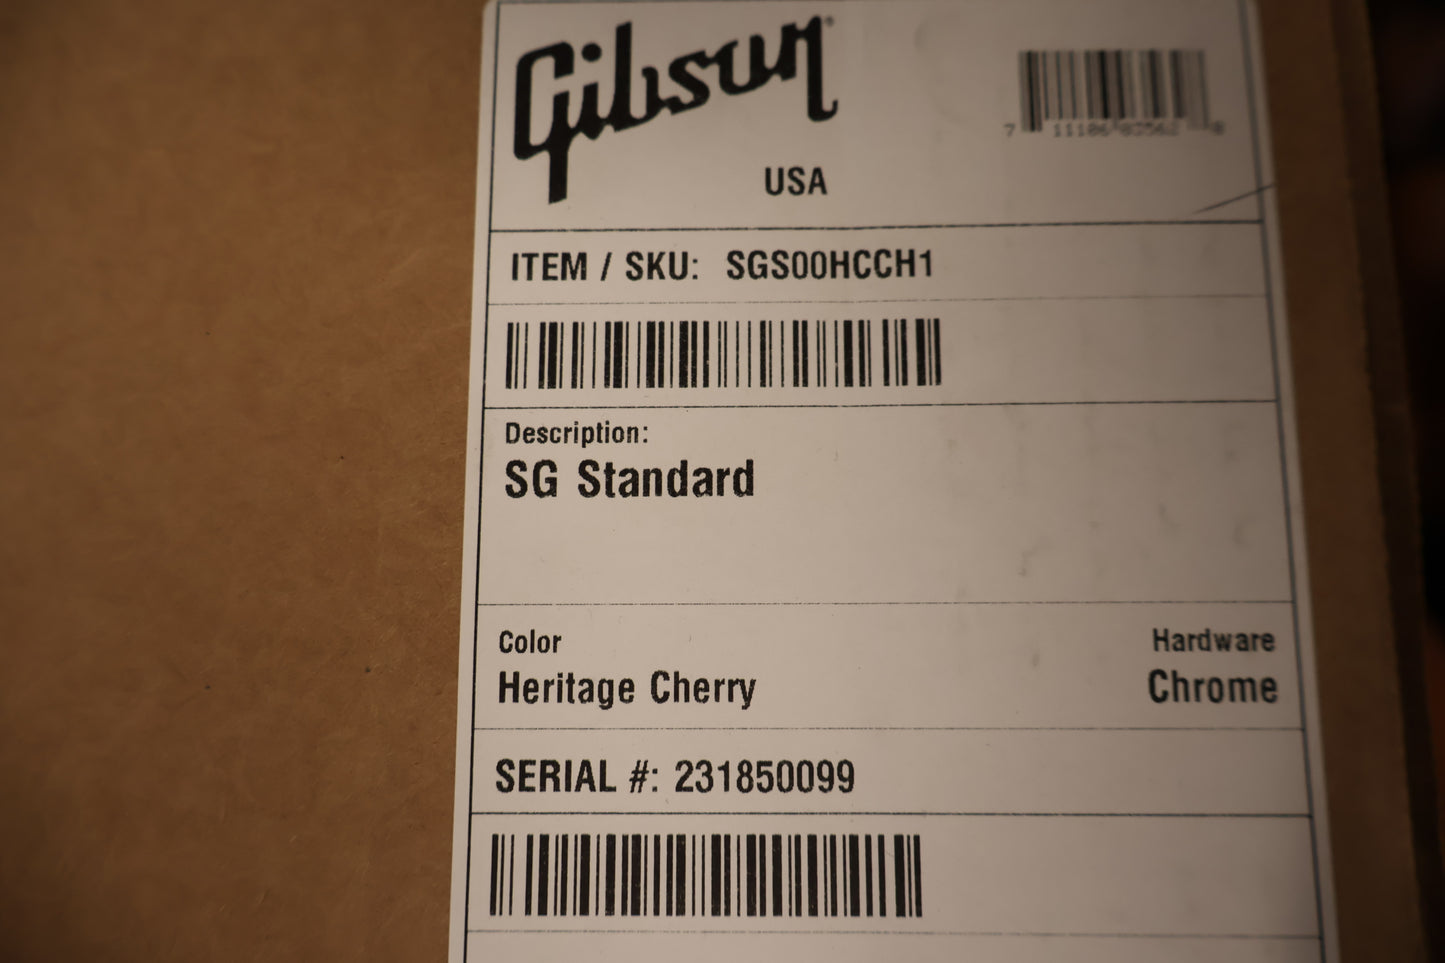 Gibson®
USA
ITEM / SKU: SGS00HCCH1
Description:
SG Standard
Color
Hardware
Heritage Cherry
Chrome
SERIAL #: 231850099